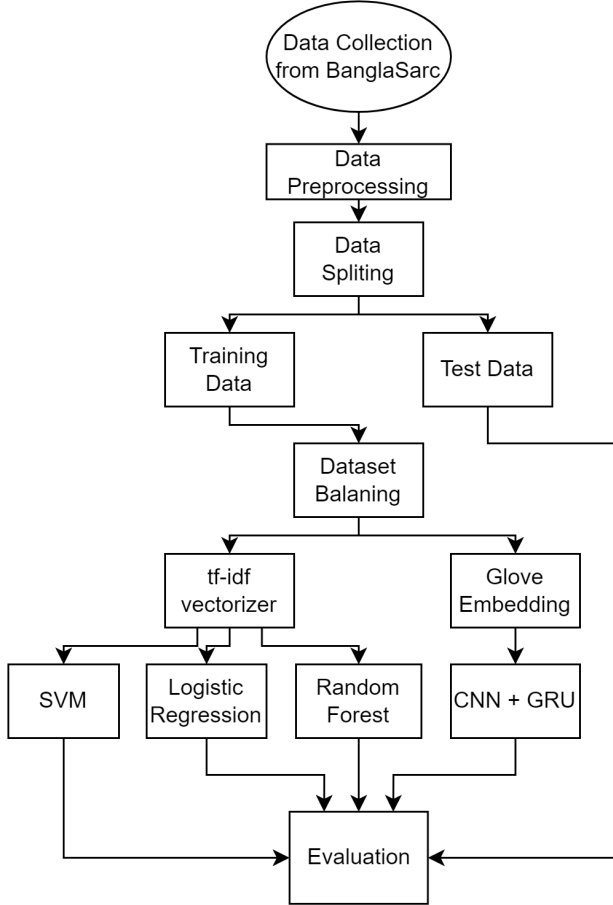 Data Collection
from BanglaSarc
Data
Preprocessing
Data
Spliting
Training
Data
Test Data
Dataset
Balaning
tf-idf
vectorizer
Glove
Embedding
SVM
Logistic
Regression
Random
Forest
CNN + GRU
Evaluation